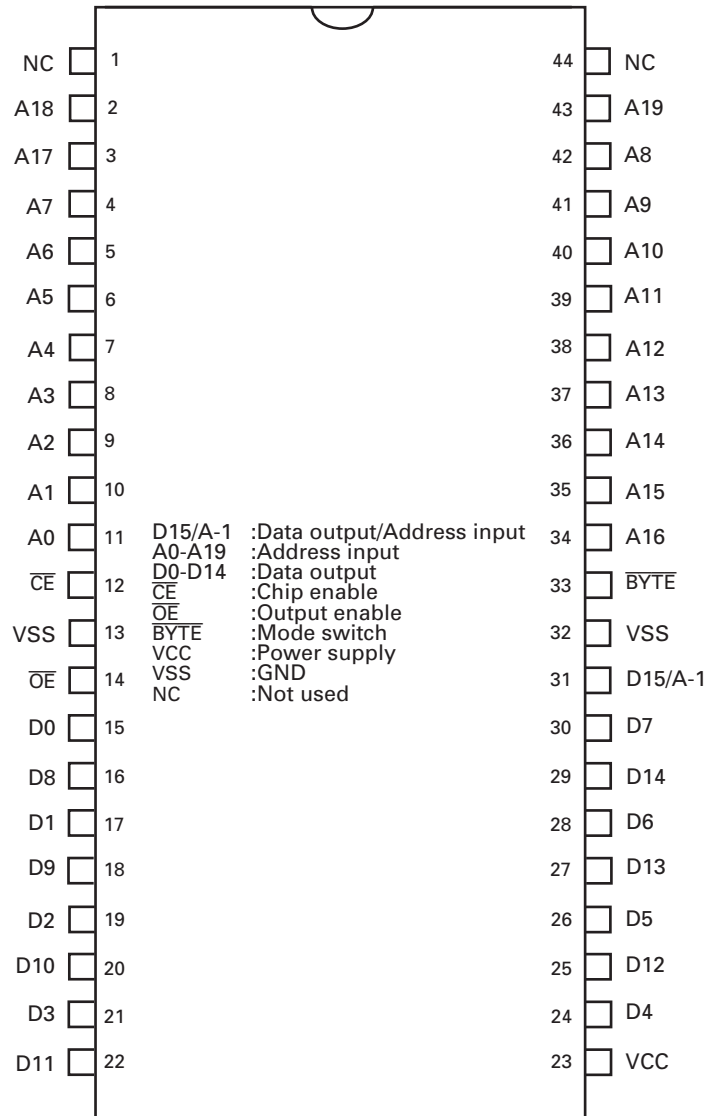 NC 1 44 NC
A18 2 43 A19
A17 3 42 A8
A7 4 41 A9
A6 5 40 A10
A5 6 39 A11
A4 7 38 A12
A3 8 37 A13
A2 9 36 A14
A1 10 35 A15
A0 11 D15/A-1 :Data output/Address input 34 A16
A0-A19 :Address input
D0-D14 :Data output
C̅E̅ 12 C̅E̅ :Chip enable 33 B̅Y̅T̅E̅
O̅E̅ :Output enable
VSS 13 B̅Y̅T̅E̅ :Mode switch 32 VSS
VCC :Power supply
O̅E̅ 14 VSS :GND 31 D15/A-1
NC :Not used
D0 15 30 D7
D8 16 29 D14
D1 17 28 D6
D9 18 27 D13
D2 19 26 D5
D10 20 25 D12
D3 21 24 D4
D11 22 23 VCC